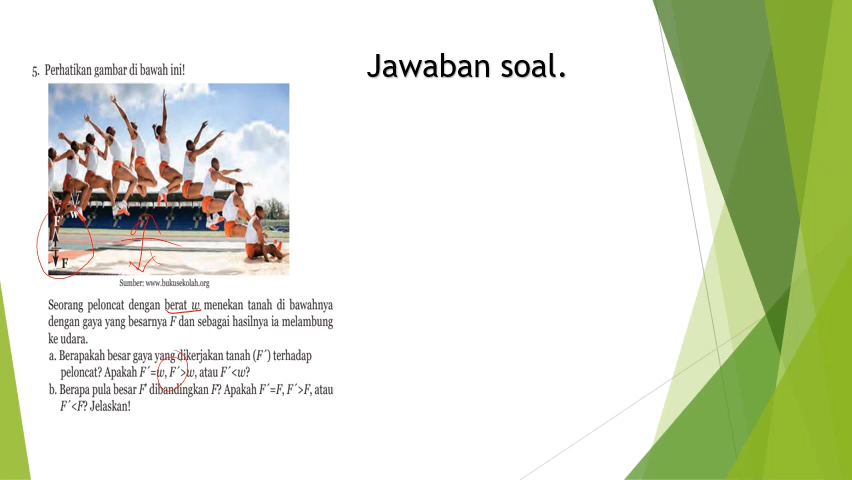 Jawaban soal.
5. Perhatikan gambar di bawah ini!
w
F
F
Sumber: www.bukusekolah.org
Seorang peloncat dengan berat w menekan tanah di bawahnya
dengan gaya yang besarnya F dan sebagai hasilnya ia melambung
ke udara.
a. Berapakah besar gaya yang dikerjakan tanah (F´) terhadap
peloncat? Apakah F´=w, F´>w, atau F´<w?
b. Berapa pula besar F' dibandingkan F? Apakah F´=F, F´>F, atau
F´<F? Jelaskan!